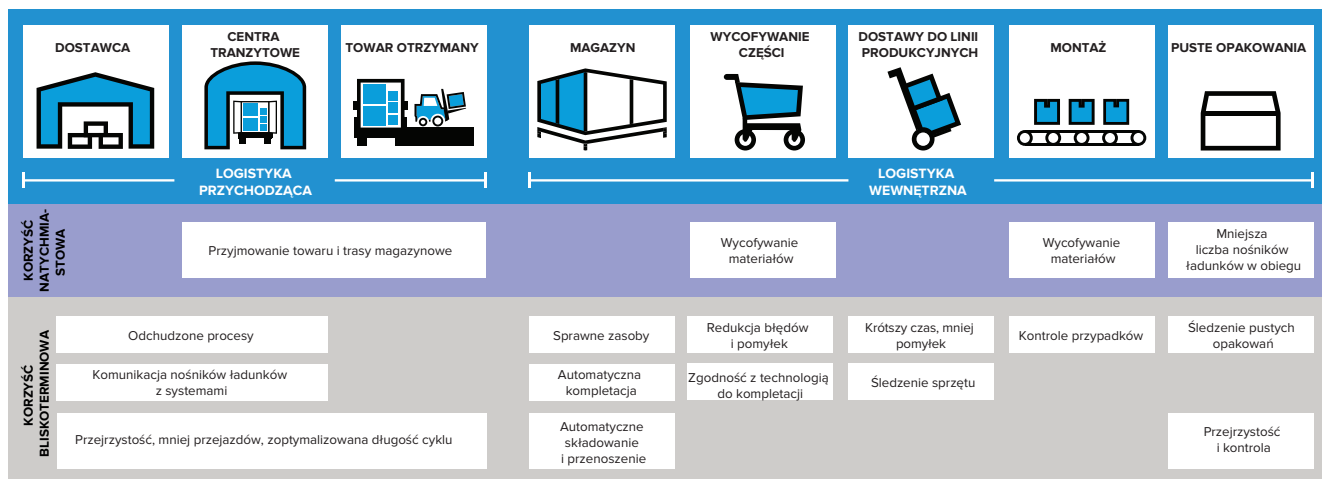 DOSTAWCA
CENTRA
TRANZYTOWE
TOWAR OTRZYMANY
MAGAZYN
WYCOFYWANIE
CZĘŚCI
DOSTAWY DO LINII
PRODUKCYJNYCH
MONTAŻ
PUSTE OPAKOWANIA
LOGISTYKA
PRZYCHODZĄCA
LOGISTYKA
WEWNĘTRZNA
KORZYŚĆ
NATYCHMIA-
STOWA
Przyjmowanie towaru i trasy magazynowe
Wycofywanie
materiałów
Wycofywanie
materiałów
Mniejsza
liczba nośników
ładunków w obiegu
KORZYŚĆ
BLISKOTERMINOWA
Odchudzone procesy
Sprawne zasoby
Redukcja błędów
i pomyłek
Krótszy czas, mniej
pomyłek
Kontrole przypadków
Śledzenie pustych
opakowań
Komunikacja nośników ładunków
z systemami
Automatyczna
kompletacja
Zgodność z technologią
do kompletacji
Śledzenie sprzętu
Przejrzystość, mniej przejazdów, zoptymalizowana długość cyklu
Automatyczne
składowanie
i przenoszenie
Przejrzystość
i kontrola